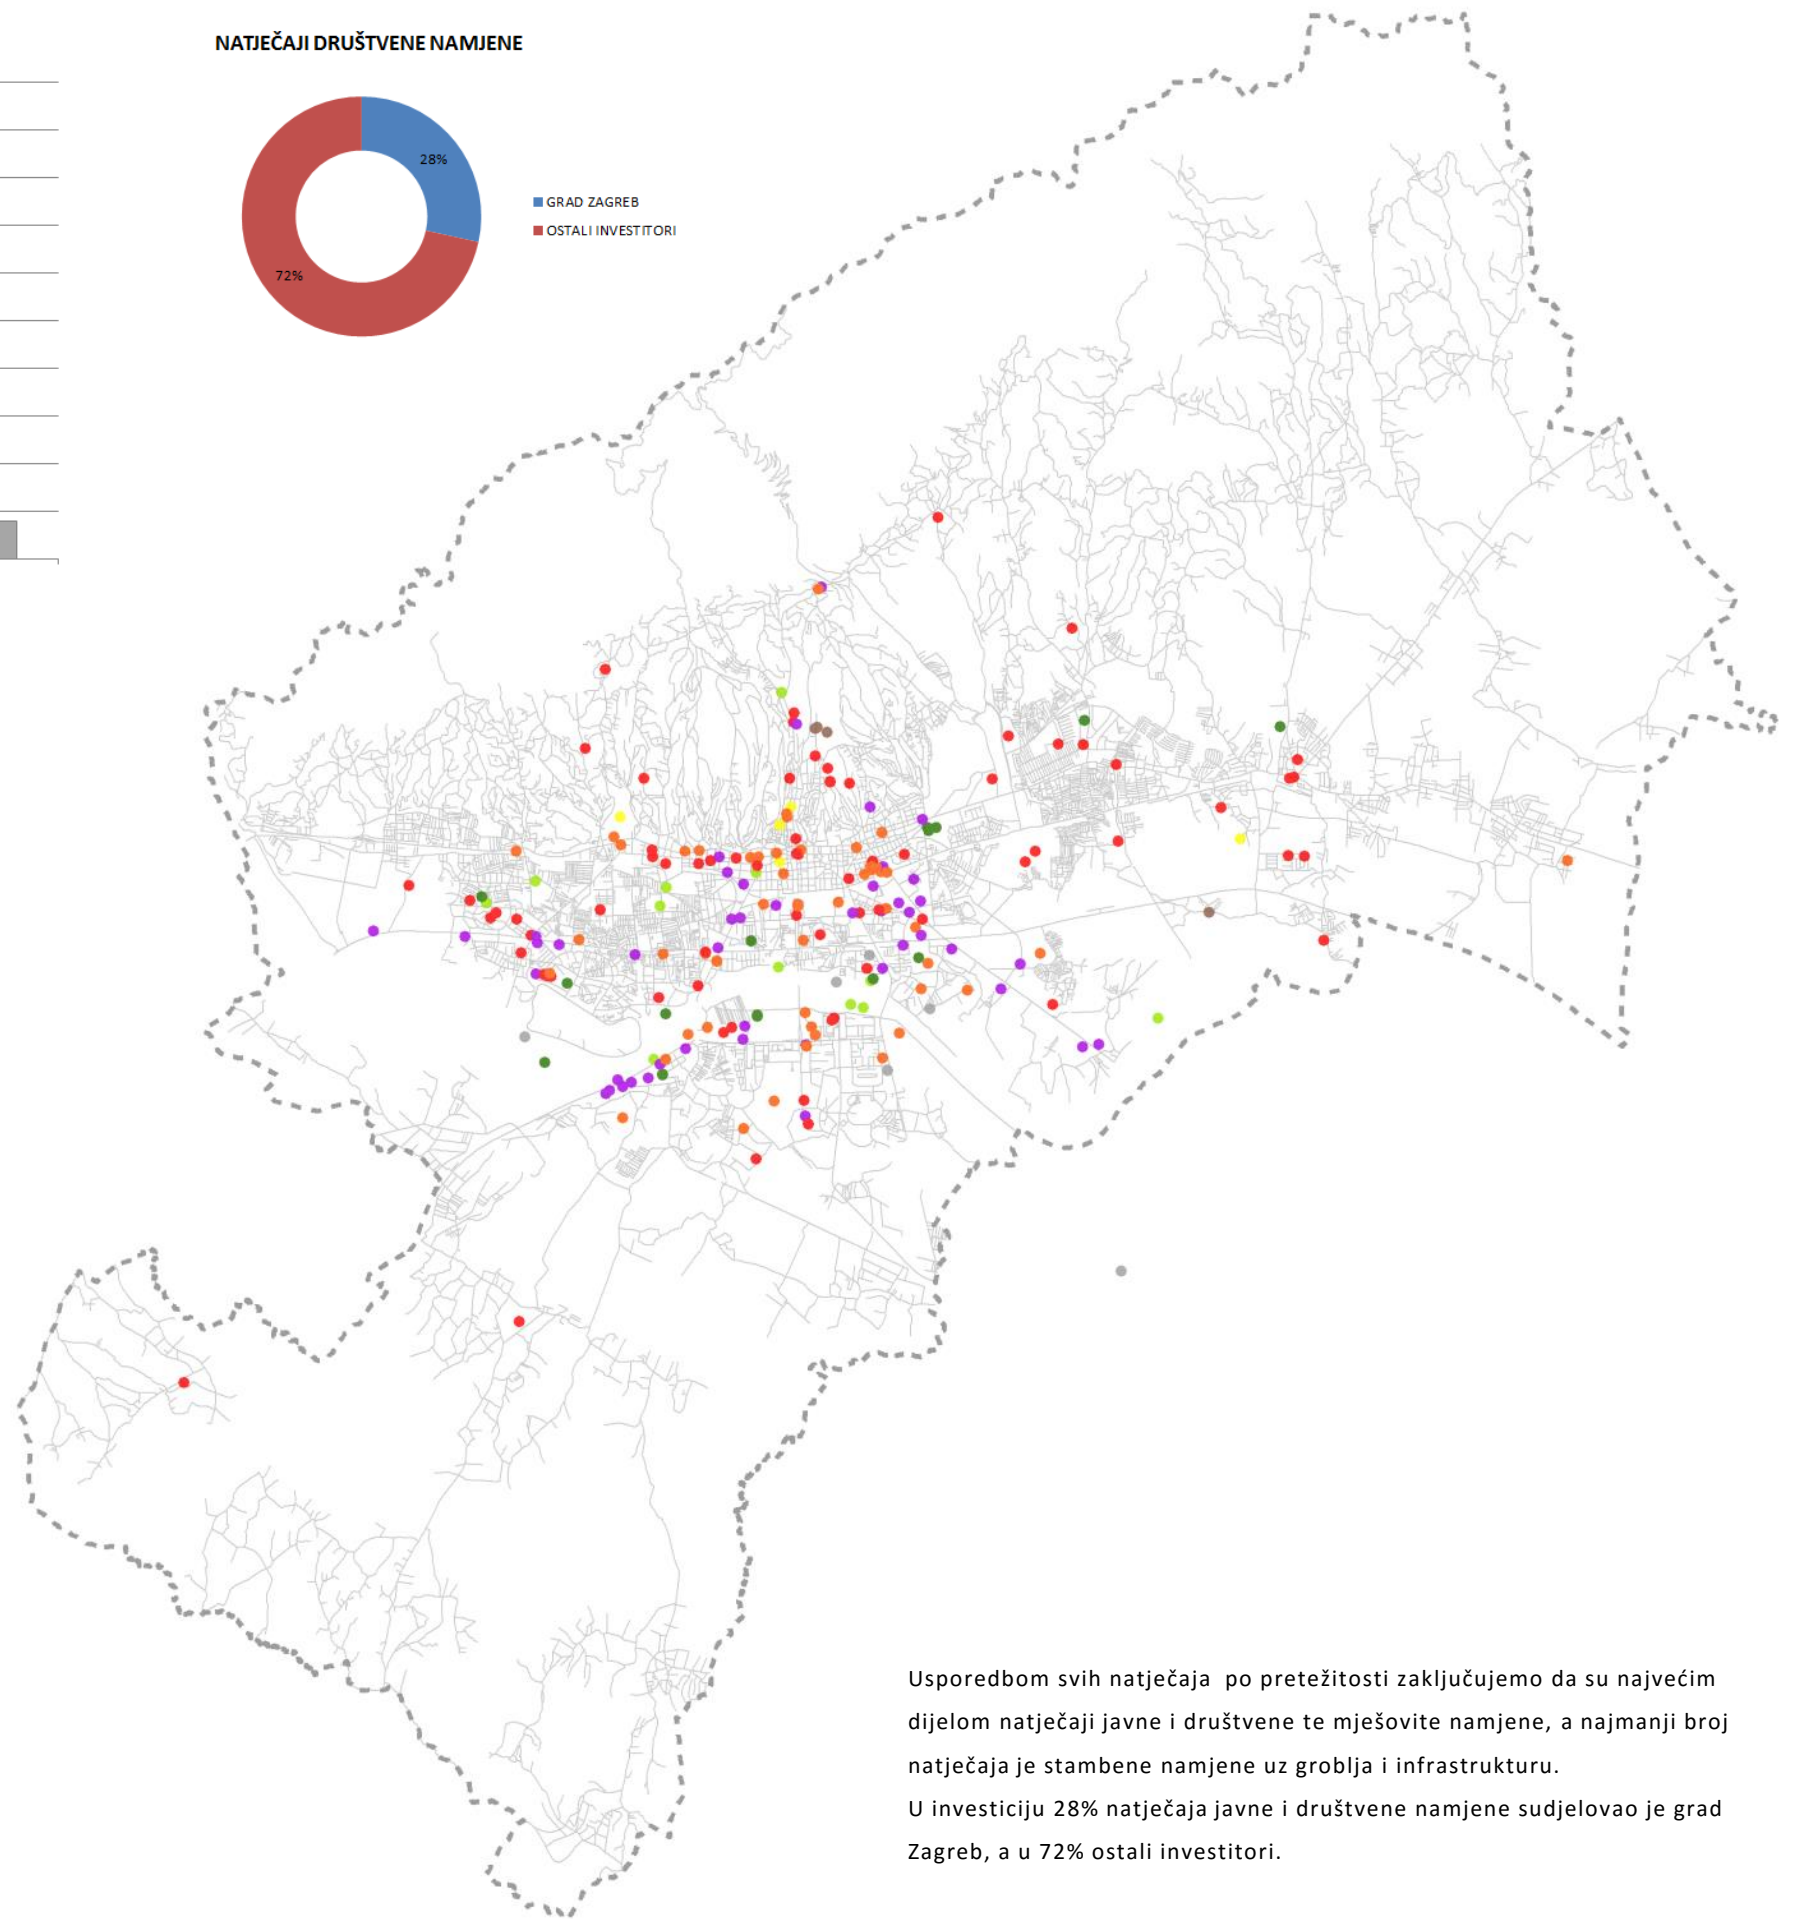 NATJEČAJI DRUŠTVENE NAMJENE
28%
72%
GRAD ZAGREB
OSTALI INVESTITORI
Usporedbom svih natječaja po pretežitosti zaključujemo da su najvećim
dijelom natječaji javne i društvene te mješovite namjene, a najmanji broj
natječaja je stambene namjene uz groblja i infrastrukturu.
U investiciju 28% natječaja javne i društvene namjene sudjelovao je grad
Zagreb, a u 72% ostali investitori.